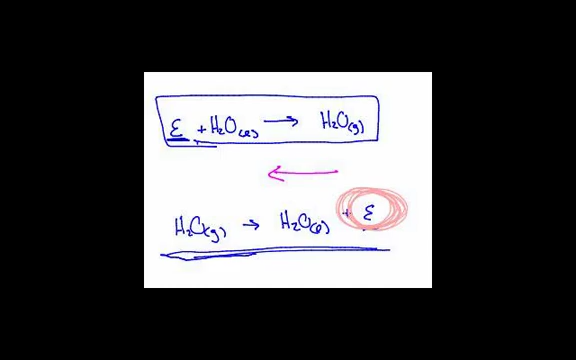 ε + H₂O(l) → H₂O(g)
←
H₂O(g) → H₂O(l) + ε